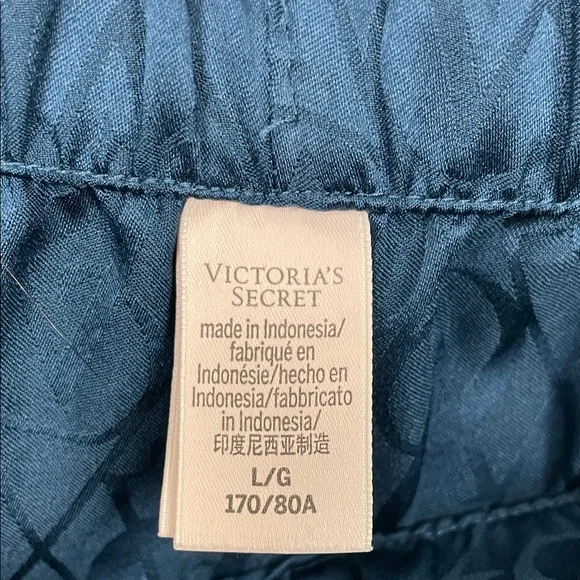 VICTORIA'S
SECRET
made in Indonesia/
fabriqué en
Indonésie/hecho en
Indonesia/fabbricato
in Indonesia/
印度尼西亚制造
L/G
170/80A